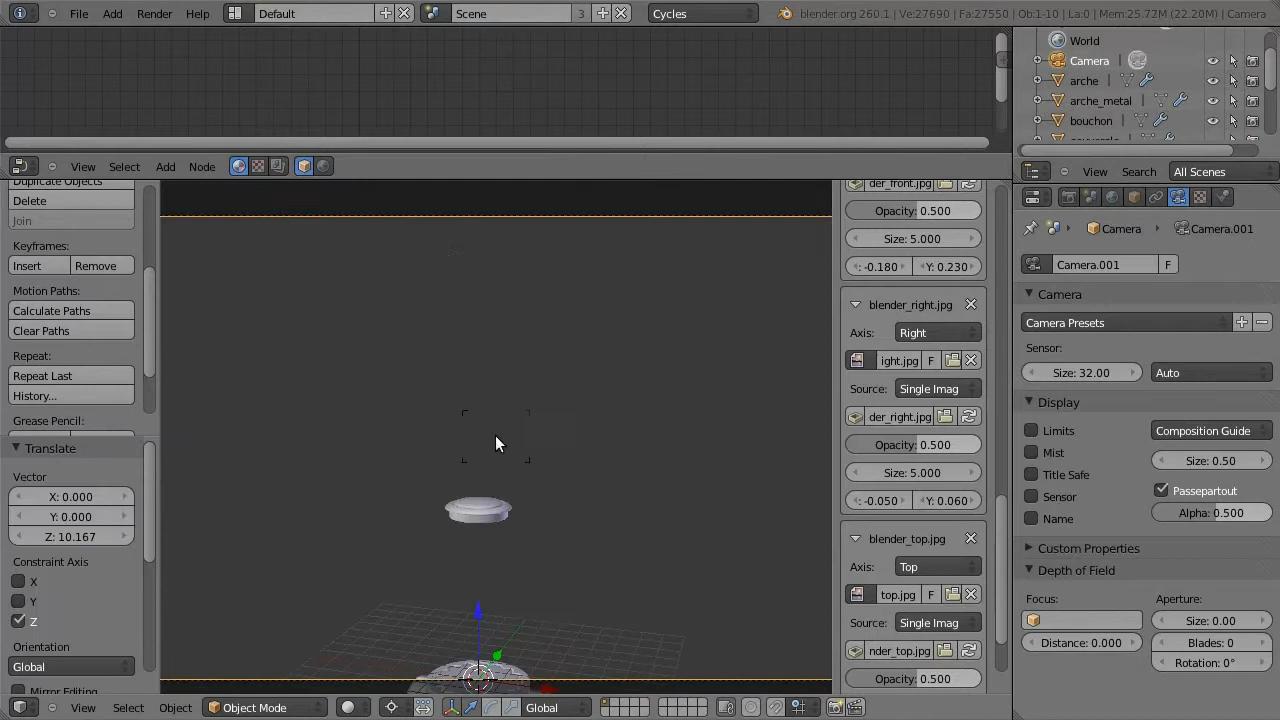 File Add Render Help Default Scene 3 Cycles blender.org 260.1 | Ve:27690 | Fa:27550 | Ob:1-10 | La:0 | Mem:25.72M (22.20M) | Camera
World
Camera
arche
arche_metal
bouchon
View Select Add Node
View Search All Scenes
Duplicate Objects
Delete
Join
Keyframes:
Insert Remove
Motion Paths:
Calculate Paths
Clear Paths
Repeat:
Repeat Last
History...
Grease Pencil:
Translate
Vector
X: 0.000
Y: 0.000
Z: 10.167
Constraint Axis
X
Y
Z
Orientation
Global
Mirror Editing
der_front.jpg
Opacity: 0.500
Size: 5.000
: -0.180 Y: 0.230
blender_right.jpg
Axis: Right
ight.jpg F
Source: Single Imag
der_right.jpg
Opacity: 0.500
Size: 5.000
: -0.050 Y: 0.060
blender_top.jpg
Axis: Top
top.jpg F
Source: Single Imag
nder_top.jpg
Opacity: 0.500
Camera Camera.001
Camera.001 F
Camera
Camera Presets
Sensor:
Size: 32.00 Auto
Display
Limits Composition Guide
Mist Size: 0.50
Title Safe
Sensor Passepartout
Name Alpha: 0.500
Custom Properties
Depth of Field
Focus: Aperture:
Size: 0.00
Distance: 0.000 Blades: 0
Rotation: 0°
View Select Object Object Mode Global